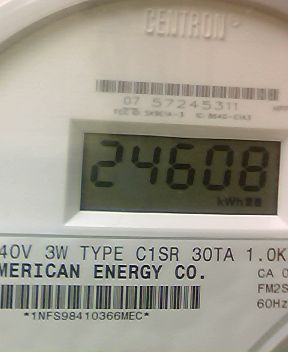 CENTRON
07 57245311
24608
kWh
40V 3W TYPE C1SR 30TA 1.0K
MERICAN ENERGY CO.
CA 0
FM2S
60Hz
*1NFS98410366MEC*